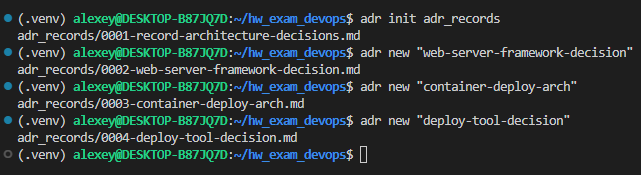 (.venv) alexey@DESKTOP-B87JQ7D:~/hw_exam_devops$ adr init adr_records
adr_records/0001-record-architecture-decisions.md
(.venv) alexey@DESKTOP-B87JQ7D:~/hw_exam_devops$ adr new "web-server-framework-decision"
adr_records/0002-web-server-framework-decision.md
(.venv) alexey@DESKTOP-B87JQ7D:~/hw_exam_devops$ adr new "container-deploy-arch"
adr_records/0003-container-deploy-arch.md
(.venv) alexey@DESKTOP-B87JQ7D:~/hw_exam_devops$ adr new "deploy-tool-decision"
adr_records/0004-deploy-tool-decision.md
(.venv) alexey@DESKTOP-B87JQ7D:~/hw_exam_devops$